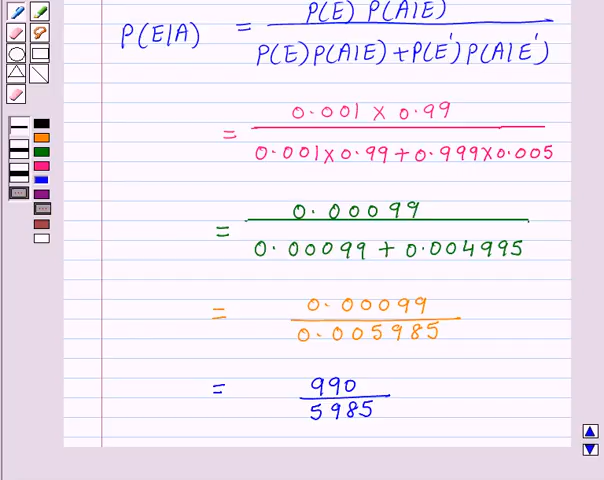 P(E|A) = P(E) P(A|E) / P(E)P(A|E)+P(E')P(A|E')
= 0.001 × 0.99 / 0.001×0.99+0.999×0.005
= 0.00099 / 0.00099 + 0.004995
= 0.00099 / 0.005985
= 990 / 5985